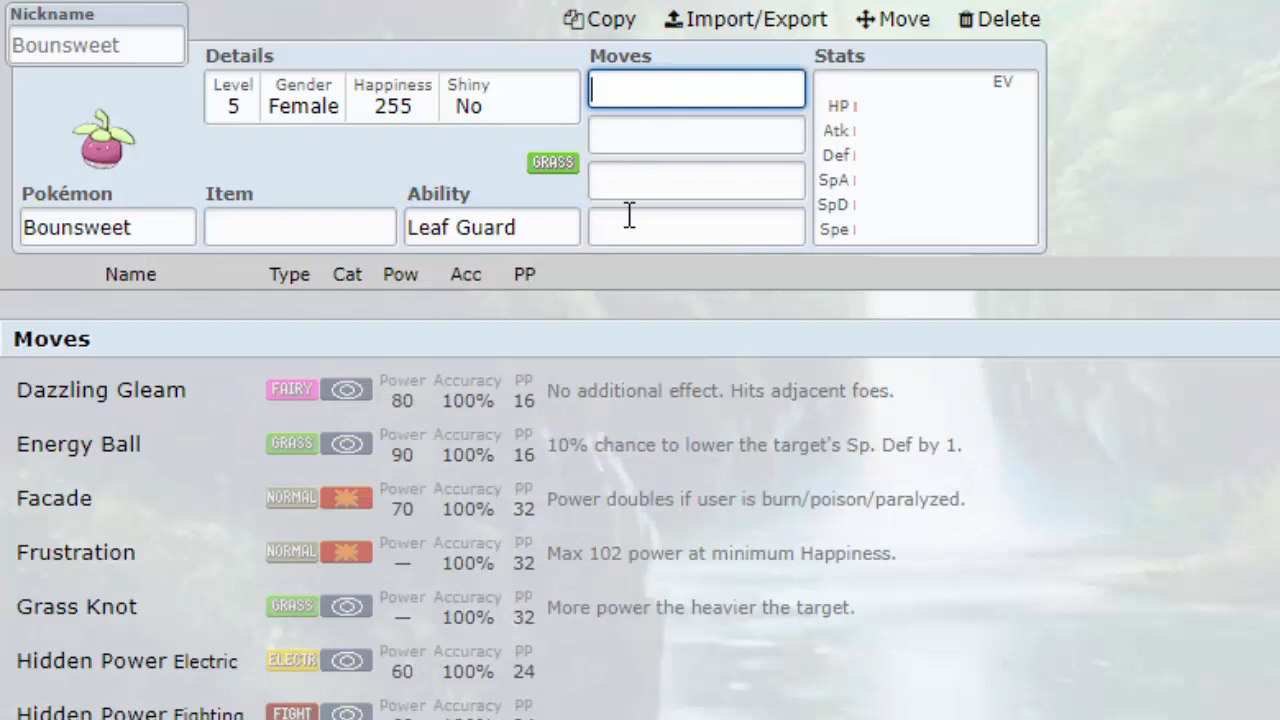 Nickname
Bounsweet
Copy Import/Export Move Delete
Details
Level Gender Happiness Shiny
5 Female 255 No
GRASS
Pokémon Item Ability
Bounsweet Leaf Guard
Moves
Stats
EV
HP
Atk
Def
SpA
SpD
Spe
Name Type Cat Pow Acc PP
Moves
Dazzling Gleam FAIRY Power 80 Accuracy 100% PP 16 No additional effect. Hits adjacent foes.
Energy Ball GRASS Power 90 Accuracy 100% PP 16 10% chance to lower the target's Sp. Def by 1.
Facade NORMAL Power 70 Accuracy 100% PP 32 Power doubles if user is burn/poison/paralyzed.
Frustration NORMAL Power — Accuracy 100% PP 32 Max 102 power at minimum Happiness.
Grass Knot GRASS Power — Accuracy 100% PP 32 More power the heavier the target.
Hidden Power Electric ELECTR Power 60 Accuracy 100% PP 24
Hidden Power Fighting FIGHT Power Accuracy PP